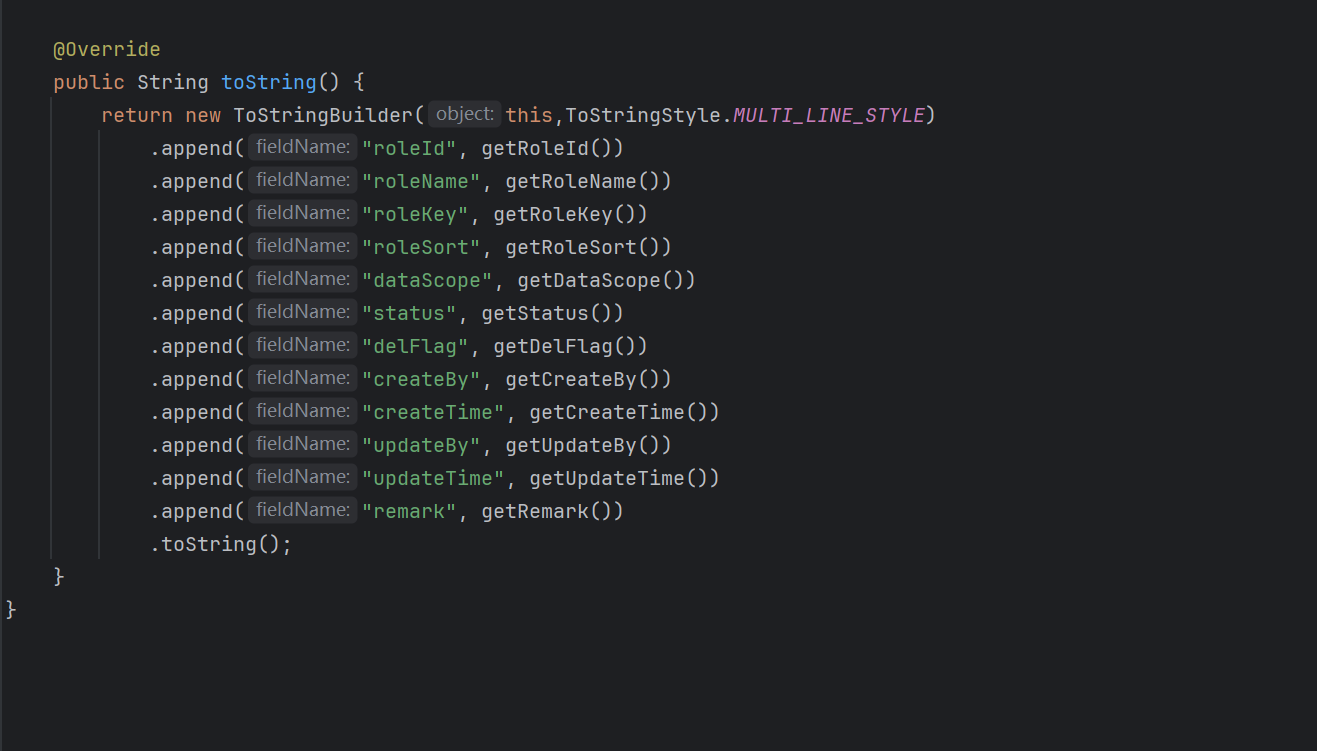 @Override
public String toString() {
return new ToStringBuilder( object: this,ToStringStyle.MULTI_LINE_STYLE)
.append( fieldName: "roleId", getRoleId())
.append( fieldName: "roleName", getRoleName())
.append( fieldName: "roleKey", getRoleKey())
.append( fieldName: "roleSort", getRoleSort())
.append( fieldName: "dataScope", getDataScope())
.append( fieldName: "status", getStatus())
.append( fieldName: "delFlag", getDelFlag())
.append( fieldName: "createBy", getCreateBy())
.append( fieldName: "createTime", getCreateTime())
.append( fieldName: "updateBy", getUpdateBy())
.append( fieldName: "updateTime", getUpdateTime())
.append( fieldName: "remark", getRemark())
.toString();
}
}